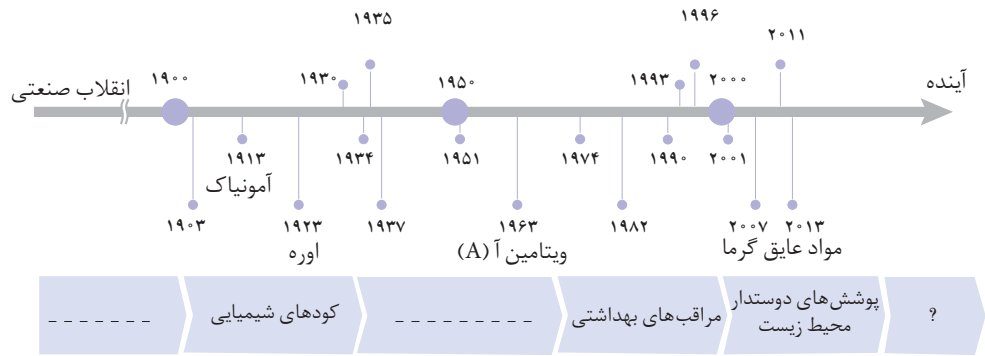 ۱۹۳۵
۱۹۹۶
۲۰۱۱
انقلاب صنعتی
۱۹۰۰
۱۹۳۰
۱۹۵۰
۱۹۹۳
۲۰۰۰
آینده
۱۹۱۳
آمونیاک
۱۹۳۴
۱۹۵۱
۱۹۷۴
۱۹۹۰
۲۰۰۱
۱۹۰۳
۱۹۲۳
اوره
۱۹۳۷
۱۹۶۳
ویتامین آ (A)
۱۹۸۲
۲۰۰۷
۲۰۱۳
مواد عایق گرما
_ _ _ _ _ _ _
کودهای شیمیایی
_ _ _ _ _ _ _ _ _
مراقب‌های بهداشتی
پوشش‌های دوستدار
محیط زیست
?